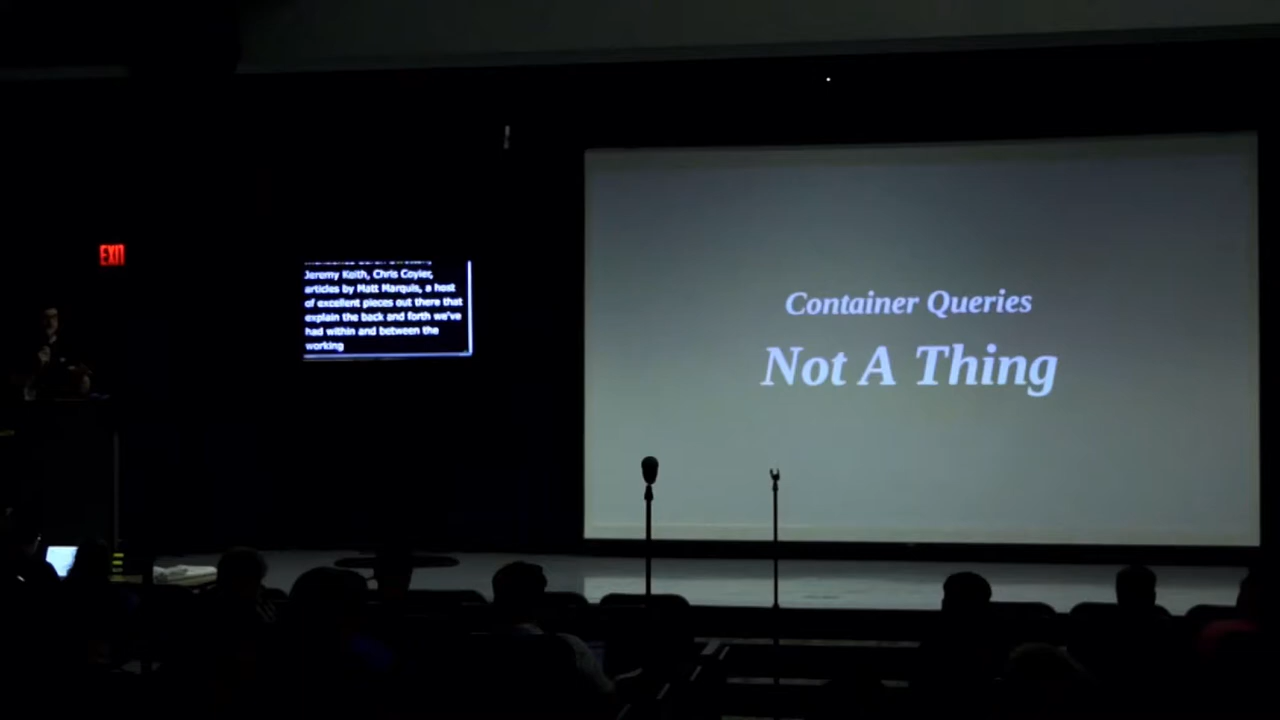 EXIT
Jeremy Keith, Chris Coyier,
articles by Matt Marquis, a host
of excellent pieces out there that
explain the back and forth we've
had within and between the
working
Container Queries
Not A Thing